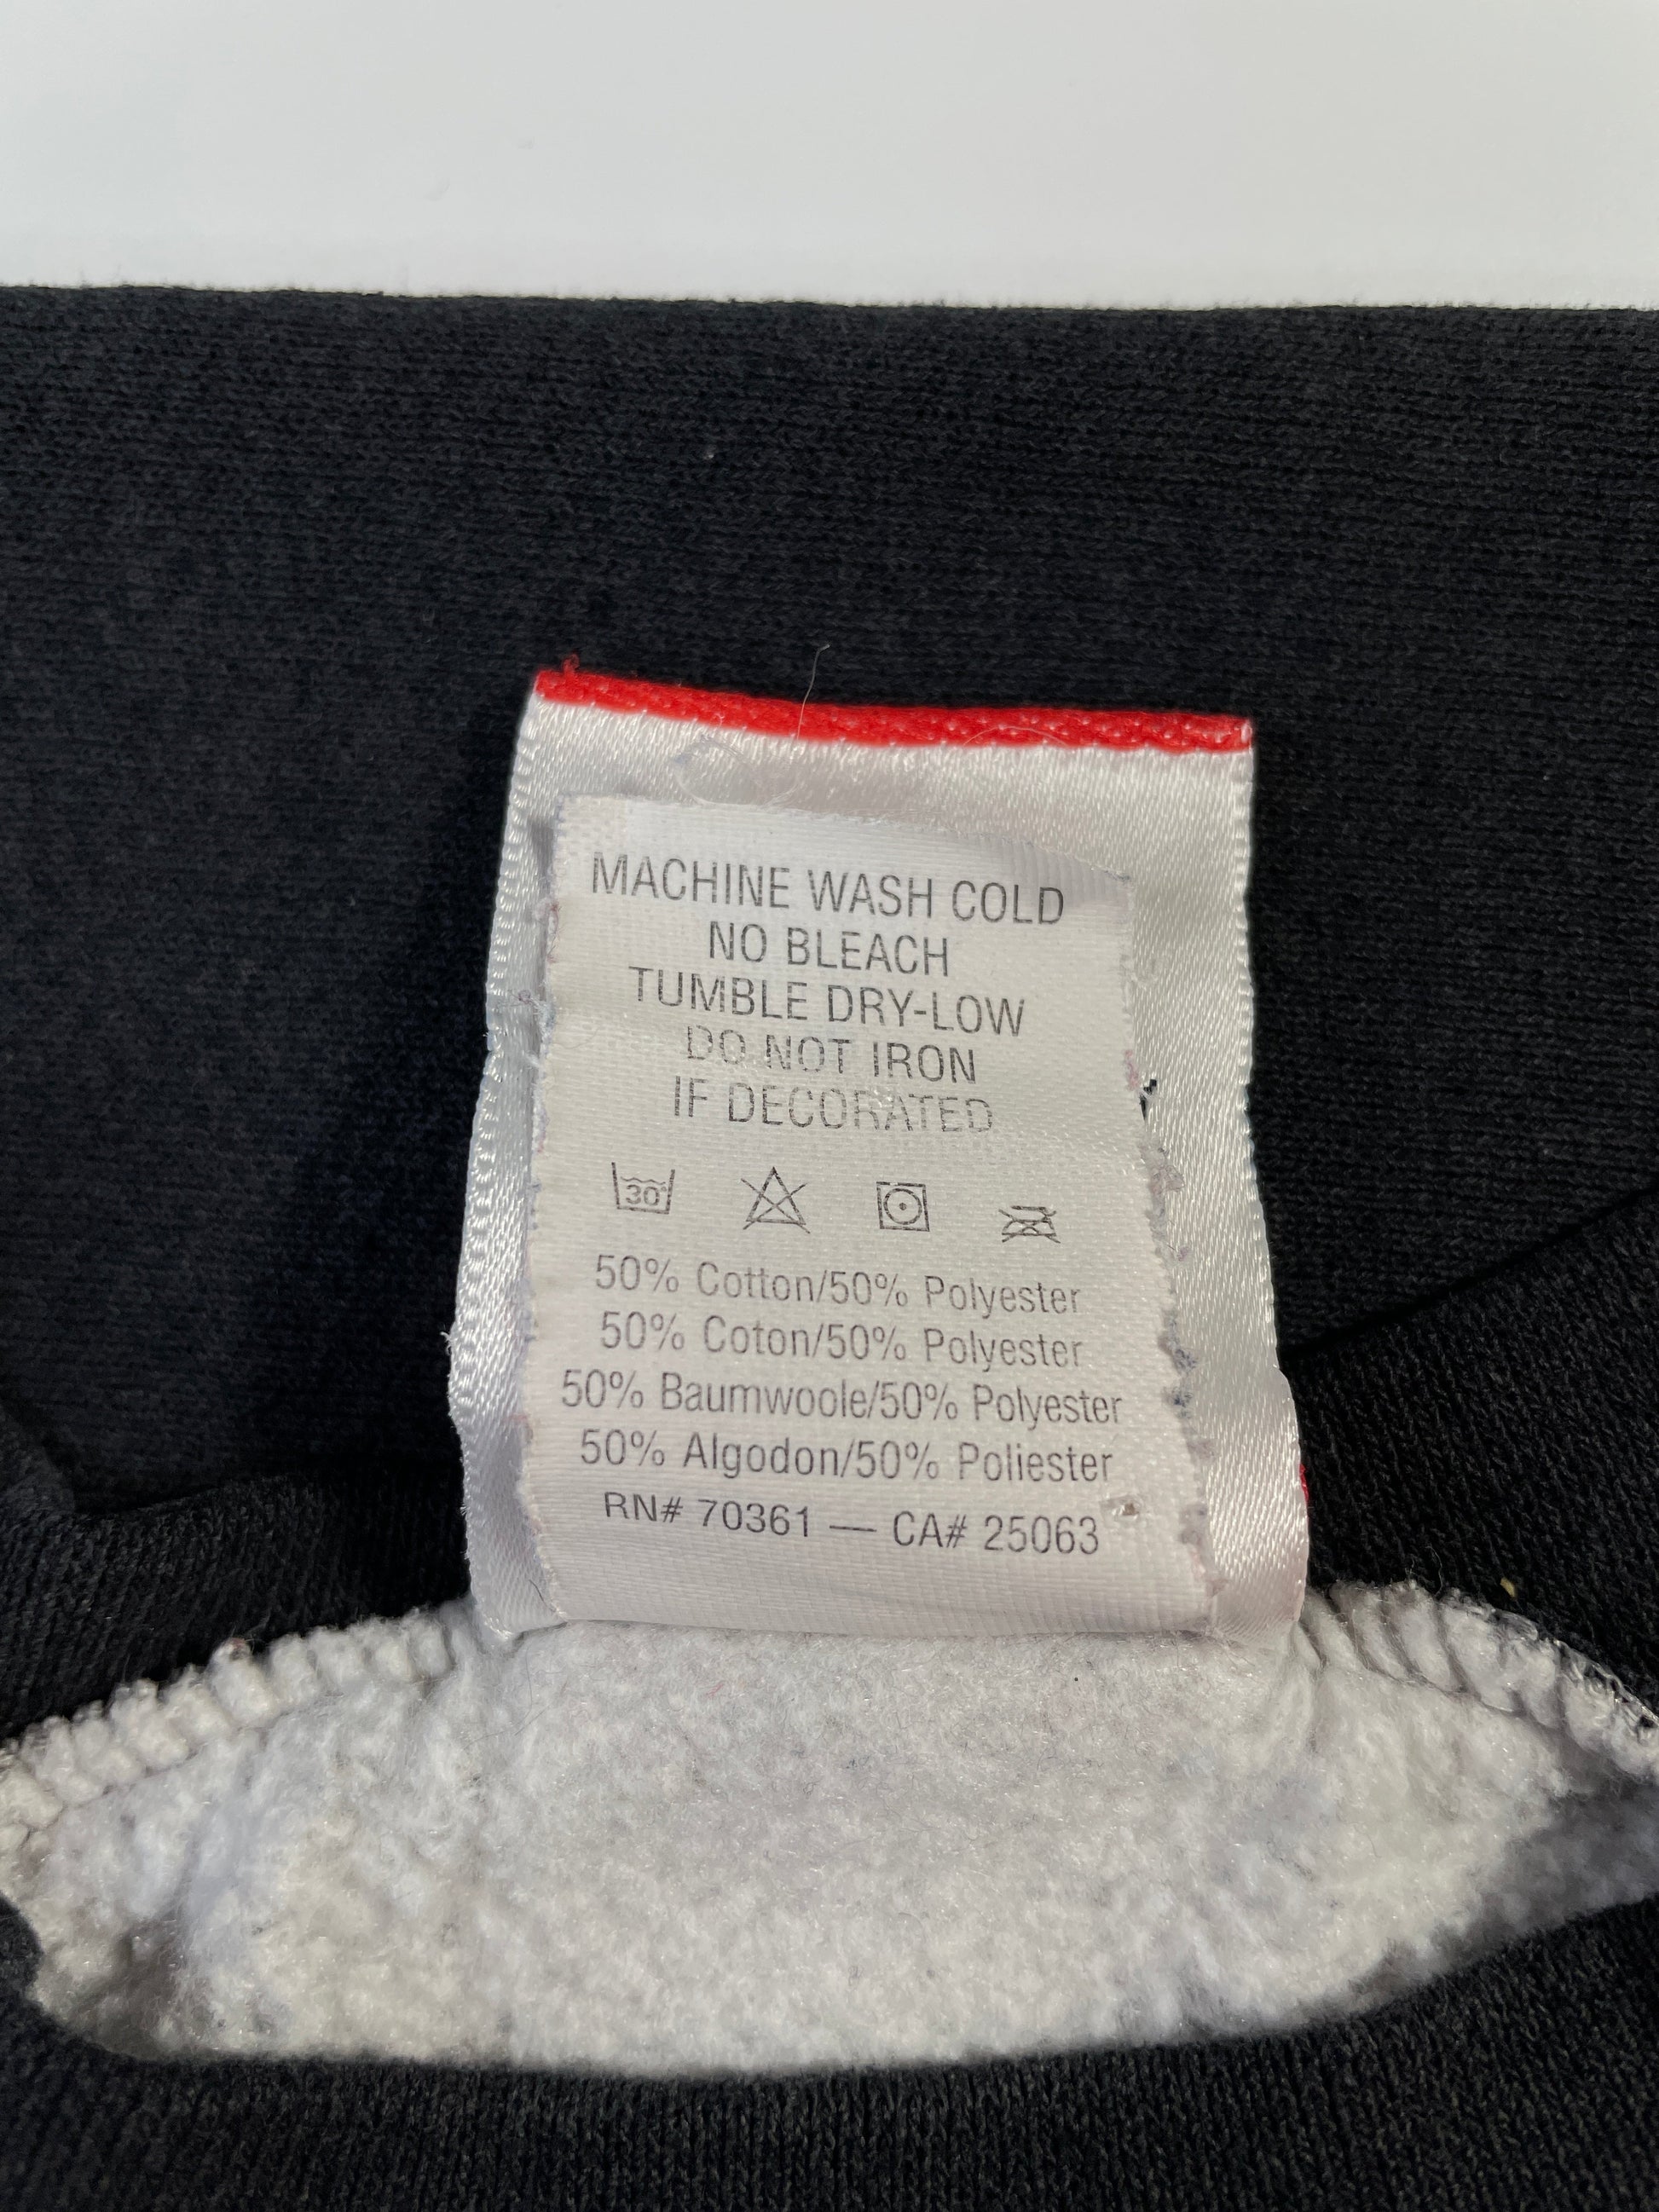 MACHINE WASH COLD
NO BLEACH
TUMBLE DRY-LOW
DO NOT IRON
IF DECORATED
30°
50% Cotton/50% Polyester
50% Coton/50% Polyester
50% Baumwoole/50% Polyester
50% Algodon/50% Poliester
RN# 70361 — CA# 25063